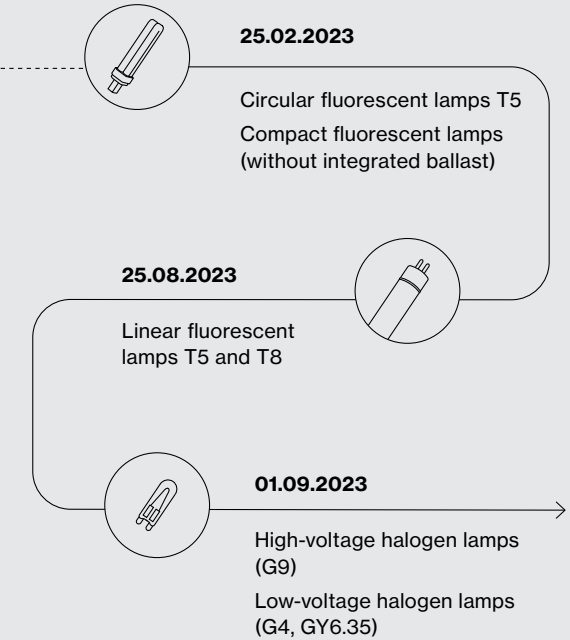 25.02.2023
Circular fluorescent lamps T5
Compact fluorescent lamps
(without integrated ballast)
25.08.2023
Linear fluorescent
lamps T5 and T8
01.09.2023
High-voltage halogen lamps
(G9)
Low-voltage halogen lamps
(G4, GY6.35)